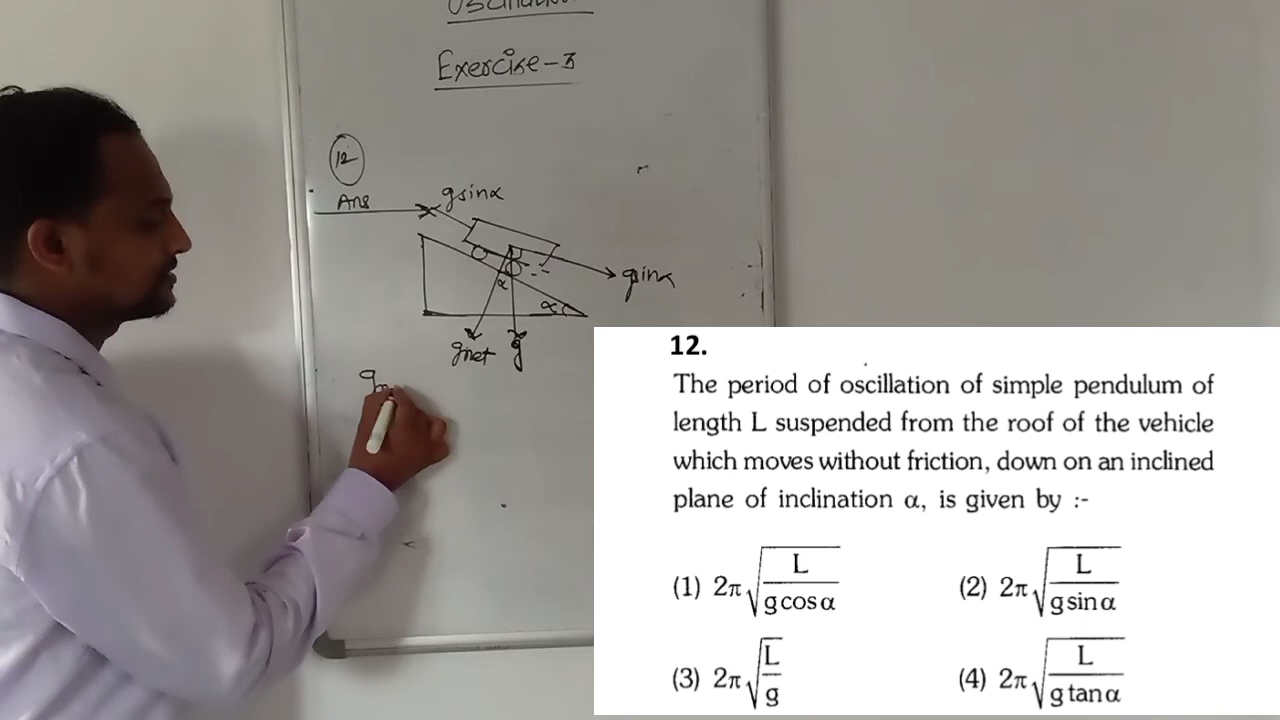 Exercise-3
12
Ans
gsinα
gsinα
α
α
gnet
g
g
12.
The period of oscillation of simple pendulum of
length L suspended from the roof of the vehicle
which moves without friction, down on an inclined
plane of inclination α, is given by :-
(1) 2π√(L/(g cos α))
(2) 2π√(L/(g sin α))
(3) 2π√(L/g)
(4) 2π√(L/(g tan α))